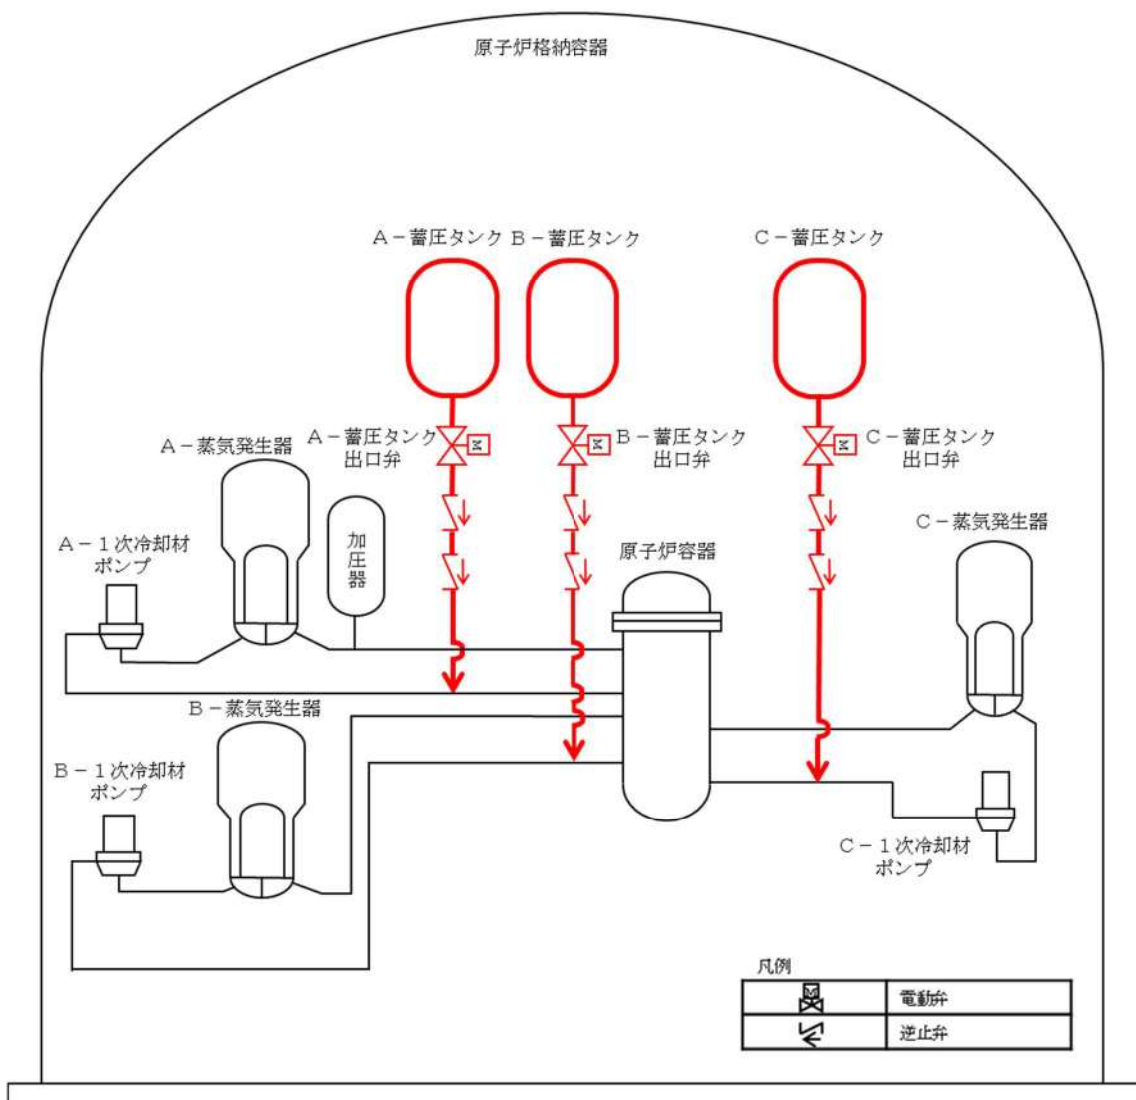 原子炉格納容器
A-蓄圧タンク
B-蓄圧タンク
C-蓄圧タンク
A-蓄圧タンク
出口弁
M
B-蓄圧タンク
出口弁
M
C-蓄圧タンク
出口弁
M
A-蒸気発生器
加圧器
原子炉容器
C-蒸気発生器
A-1次冷却材
ポンプ
B-蒸気発生器
B-1次冷却材
ポンプ
C-1次冷却材
ポンプ
凡例
M
電動弁
逆止弁